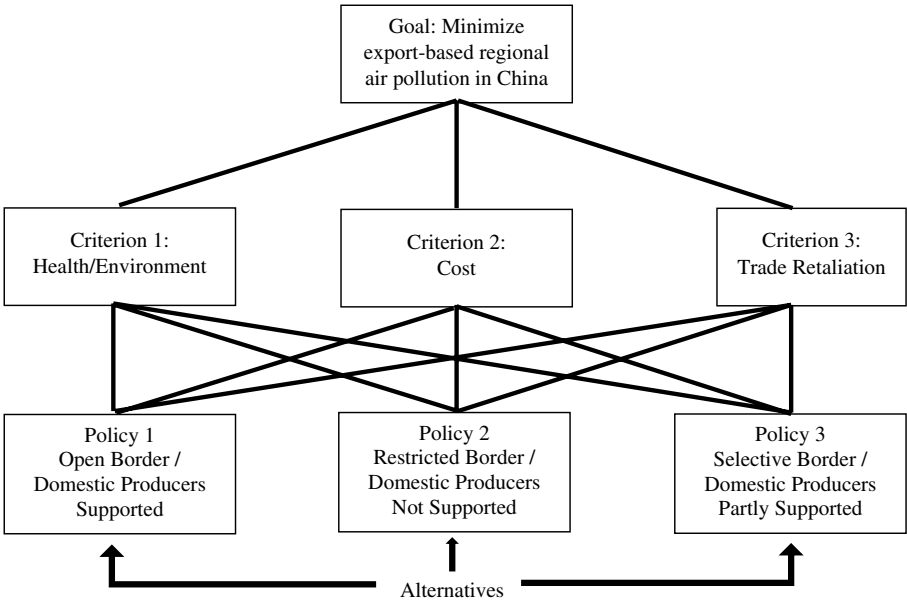 Goal: Minimize
export-based regional
air pollution in China
Criterion 1:
Health/Environment
Criterion 2:
Cost
Criterion 3:
Trade Retaliation
Policy 1
Open Border /
Domestic Producers
Supported
Policy 2
Restricted Border /
Domestic Producers
Not Supported
Policy 3
Selective Border /
Domestic Producers
Partly Supported
Alternatives